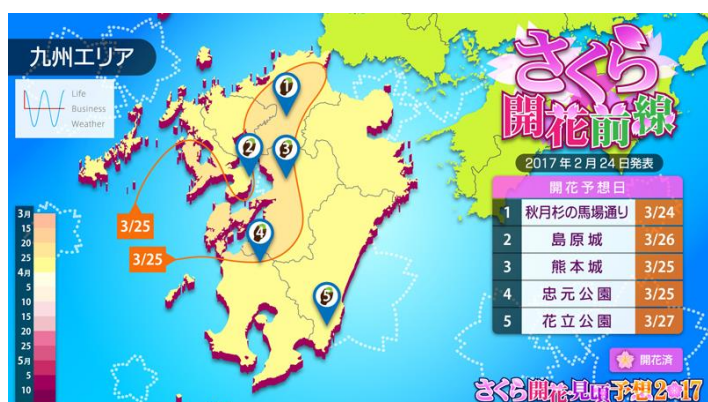 九州エリア
Life
Business
Weather
さくら
開花前線
2017年2月24日発表
開花予想日
1 秋月杉の馬場通り 3/24
2 島原城 3/26
3 熊本城 3/25
4 忠元公園 3/25
5 花立公園 3/27
開花済
さくら開花・見頃予想2017
1
2
3
4
5
3/25
3/25
3月
15
20
25
4月
5
10
15
20
25
5月
5
10